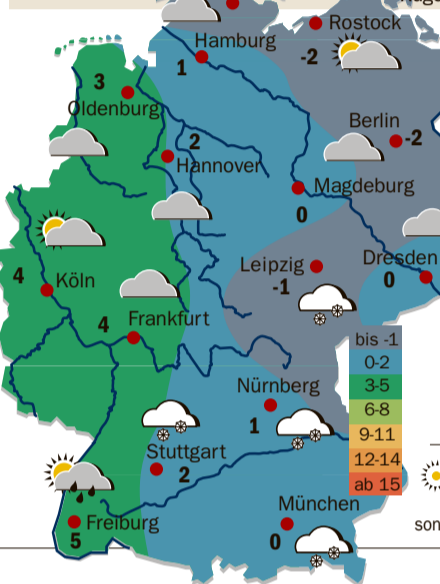 Rostock
-2
Hamburg
1
3
Oldenburg
Berlin
-2
2
Hannover
Magdeburg
0
Leipzig
-1
Dresden
0
4
Köln
4
Frankfurt
bis -1
0-2
3-5
6-8
9-11
12-14
ab 15
Nürnberg
1
Stuttgart
2
München
0
Freiburg
5
son